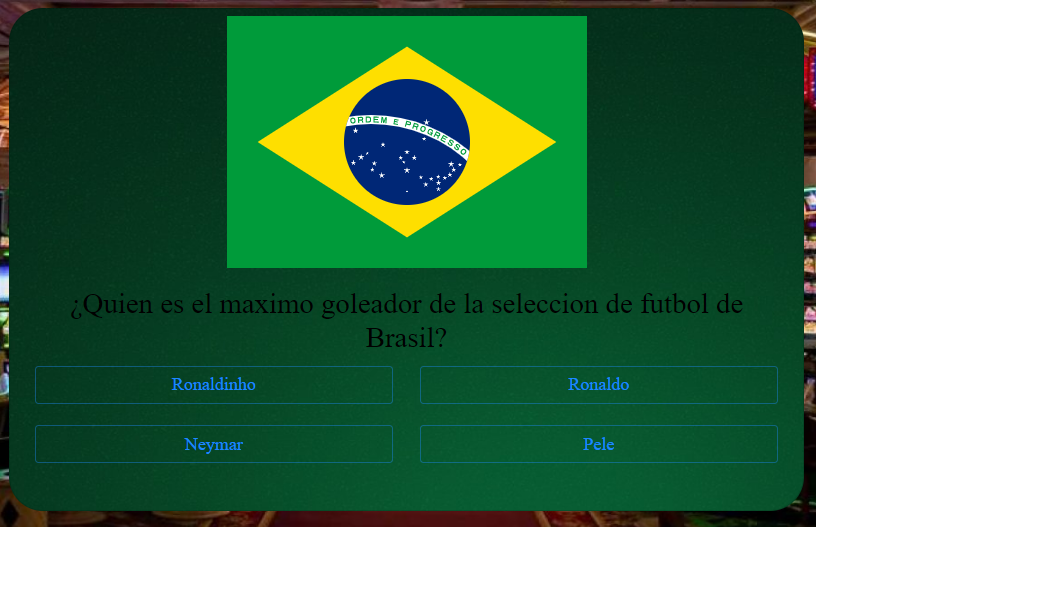 ORDEM E PROGRESSO
¿Quien es el maximo goleador de la seleccion de futbol de
Brasil?
Ronaldinho
Ronaldo
Neymar
Pele